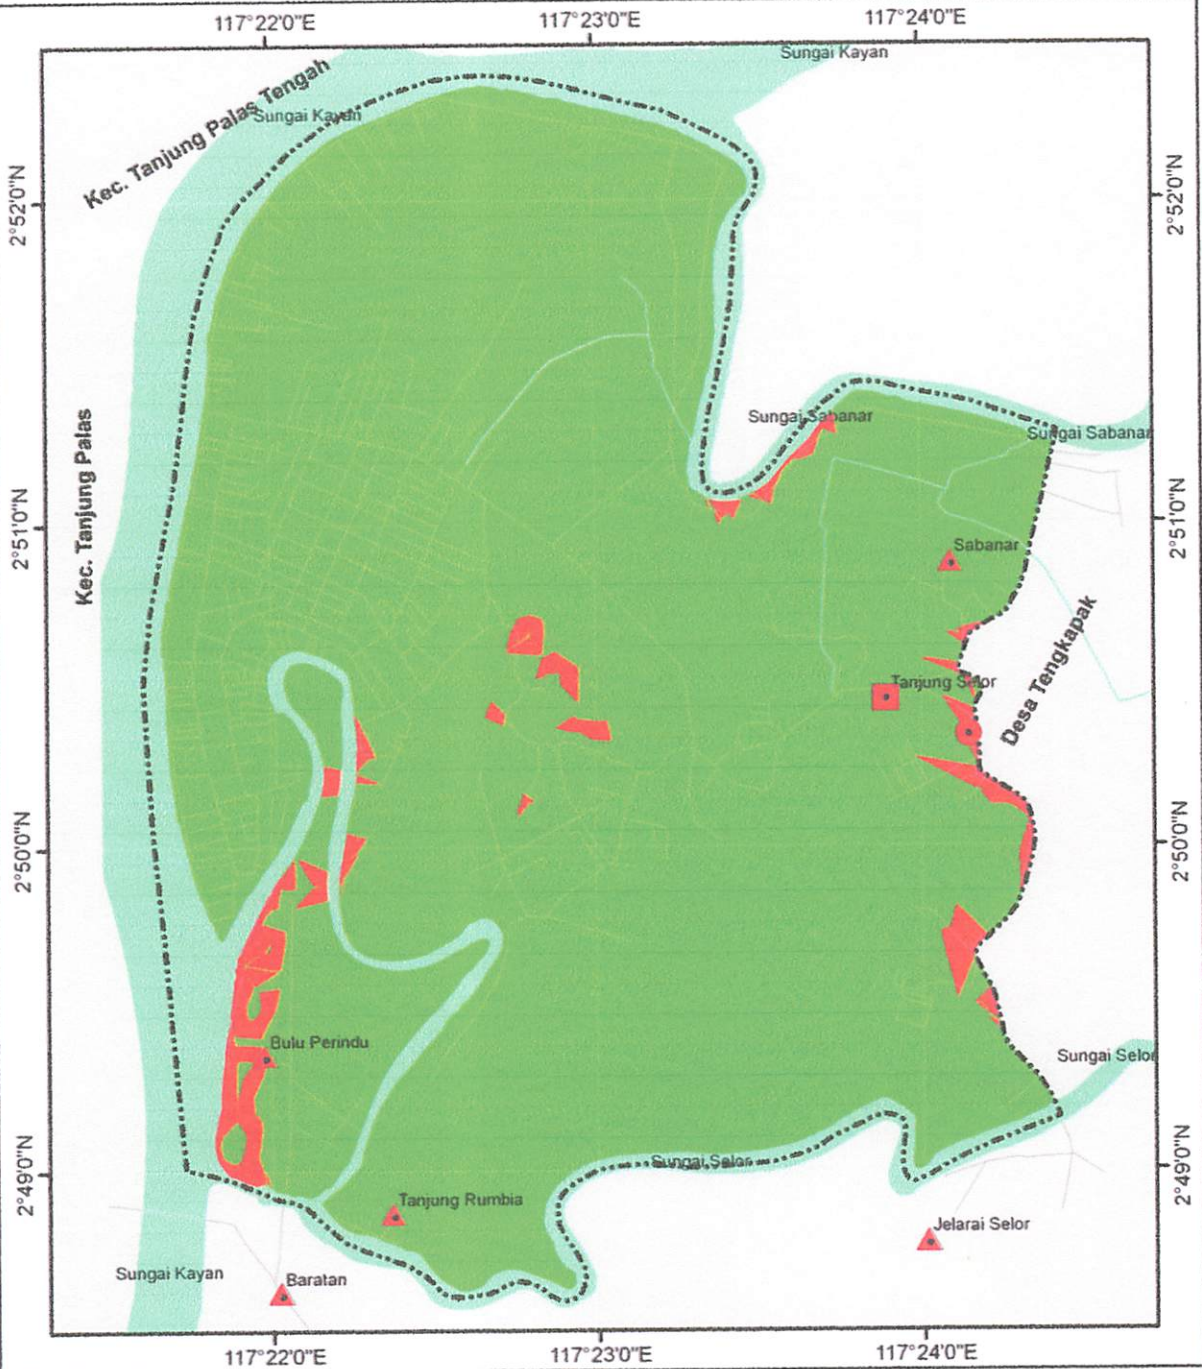 117°22'0"E
117°23'0"E
117°24'0"E
Sungai Kayan
Kec. Tanjung Palas Tengah
Sungai Kayan
2°52'0"N
2°52'0"N
Kec. Tanjung Palas
Sungai Sabanar
Sungai Sabanar
2°51'0"N
2°51'0"N
Sabanar
Desa Tengkapak
Tanjung Selor
2°50'0"N
2°50'0"N
Bulu Perindu
Sungai Selor
Sungai Selor
2°49'0"N
2°49'0"N
Tanjung Rumbia
Jelarai Selor
Sungai Kayan
Baratan
117°22'0"E
117°23'0"E
117°24'0"E